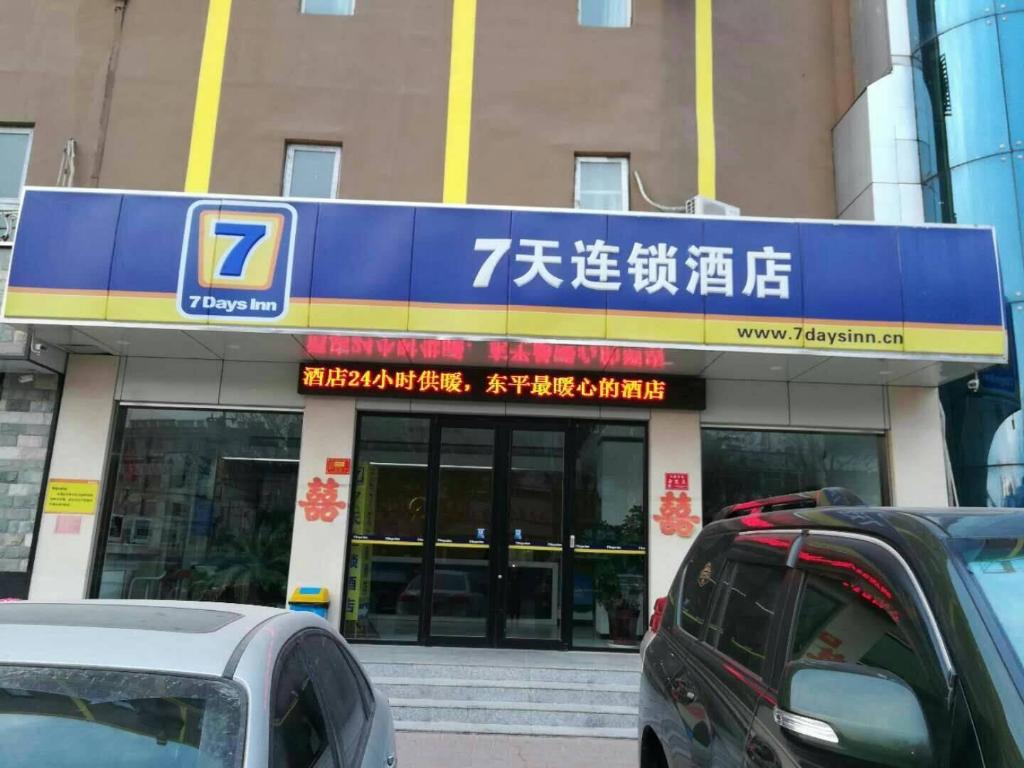 7
7 Days Inn
7天连锁酒店
www.7daysinn.cn
酒店24小时供暖，东平最暖心的酒店
囍
囍